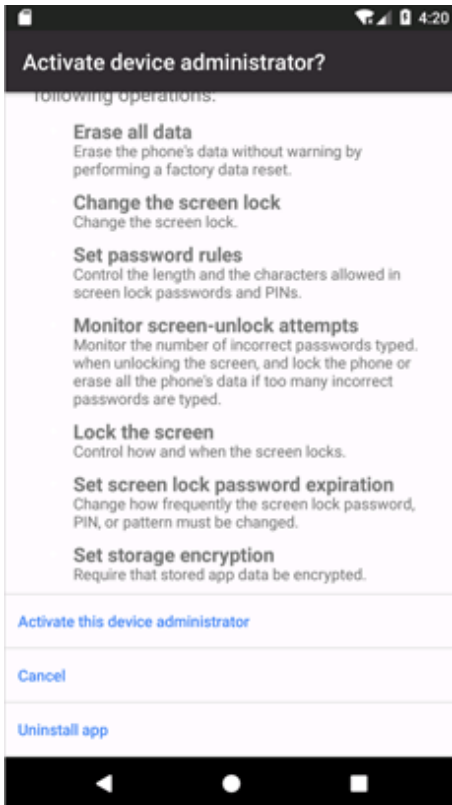 4:20
Activate device administrator?
following operations:
Erase all data
Erase the phone's data without warning by
performing a factory data reset.
Change the screen lock
Change the screen lock.
Set password rules
Control the length and the characters allowed in
screen lock passwords and PINs.
Monitor screen-unlock attempts
Monitor the number of incorrect passwords typed.
when unlocking the screen, and lock the phone or
erase all the phone's data if too many incorrect
passwords are typed.
Lock the screen
Control how and when the screen locks.
Set screen lock password expiration
Change how frequently the screen lock password,
PIN, or pattern must be changed.
Set storage encryption
Require that stored app data be encrypted.
Activate this device administrator
Cancel
Uninstall app